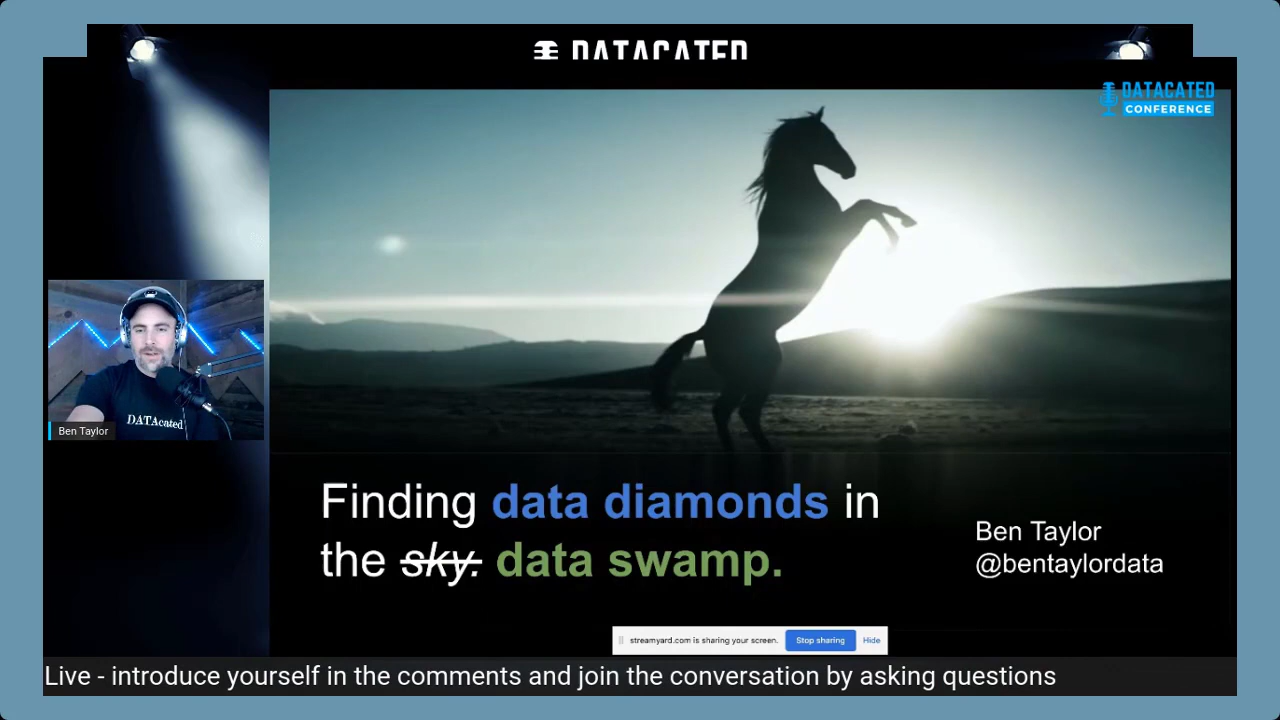 DATACATED
DATACATED
CONFERENCE
DATAcated
Ben Taylor
Finding data diamonds in
the sky. data swamp.
Ben Taylor
@bentaylordata
streamyard.com is sharing your screen. Stop sharing Hide
Live - introduce yourself in the comments and join the conversation by asking questions